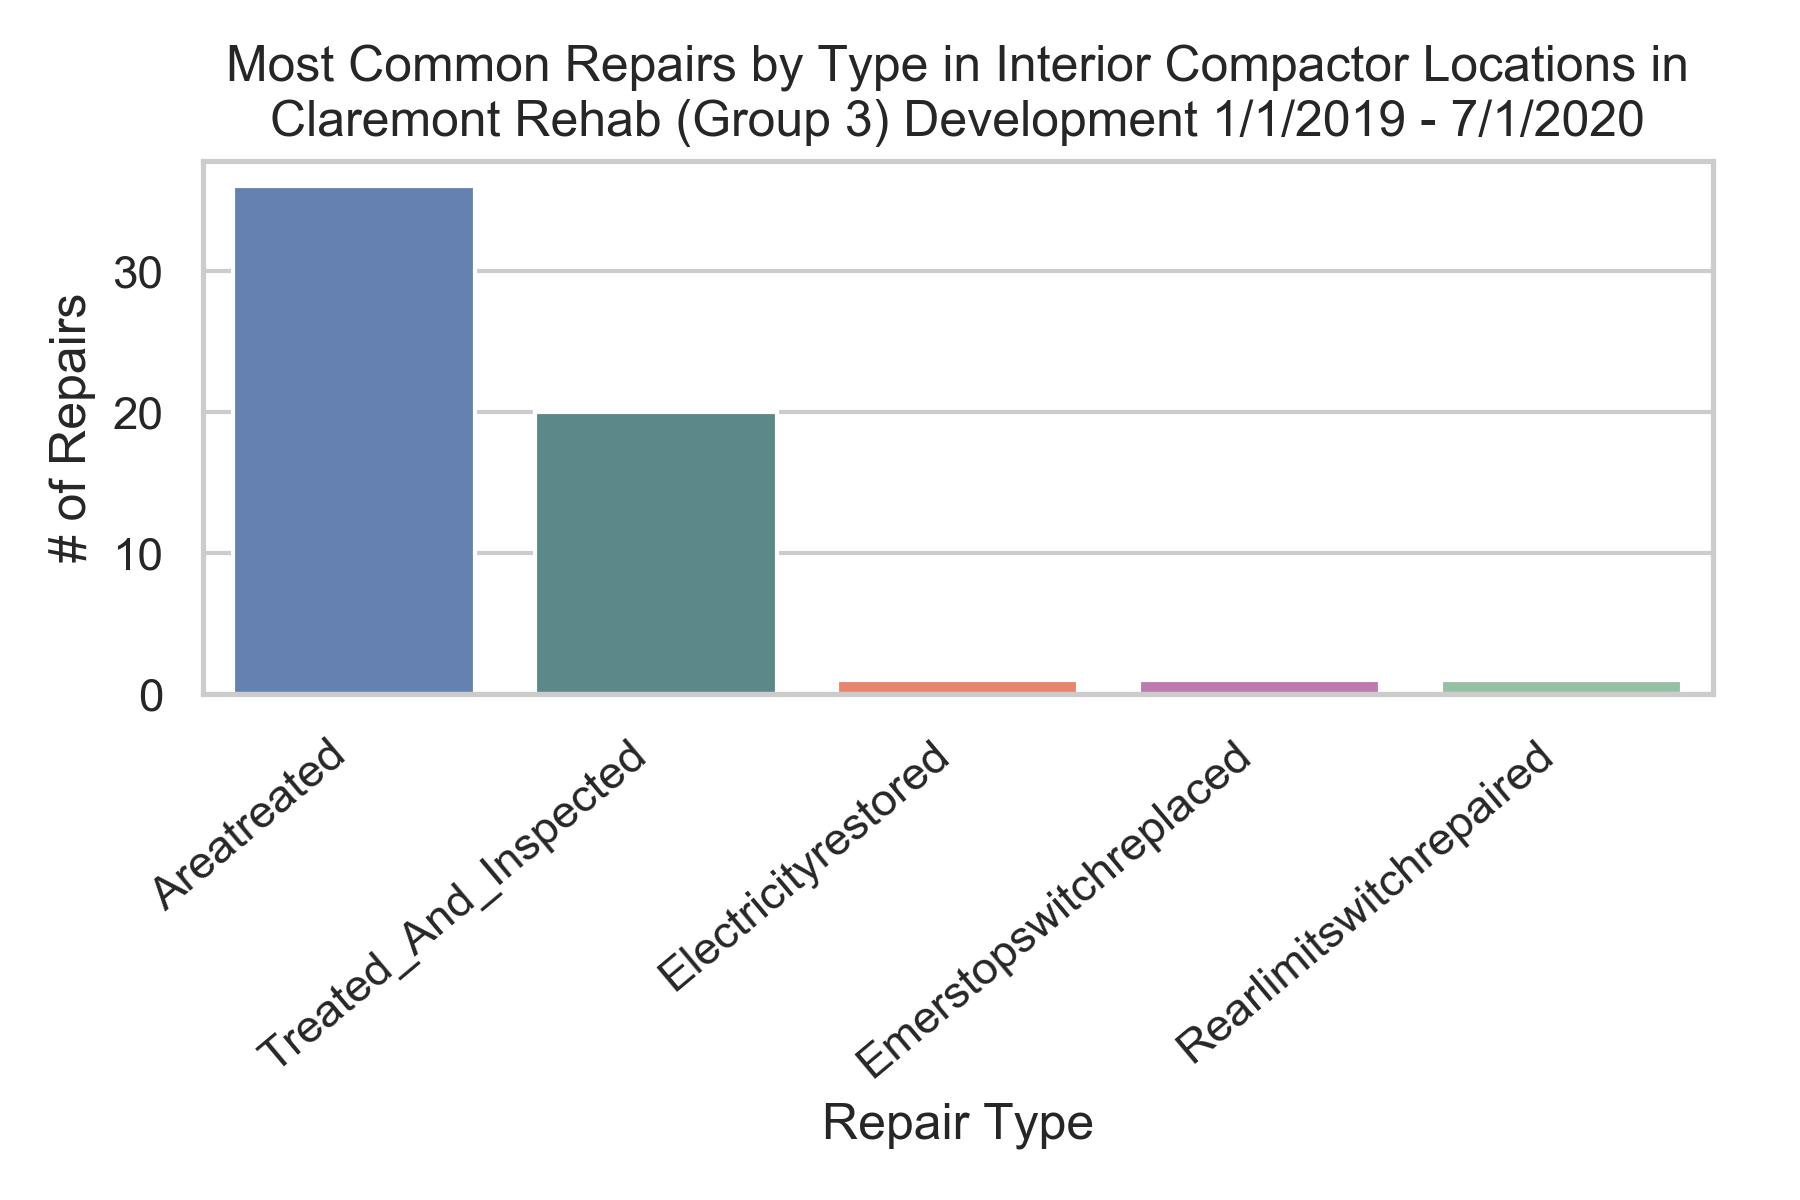 Most Common Repairs by Type in Interior Compactor Locations in
Claremont Rehab (Group 3) Development 1/1/2019 - 7/1/2020
# of Repairs
30
20
10
0
Areatreated
Treated_And_Inspected
Electricityrestored
Emerstopswitchreplaced
Rearlimitswitchrepaired
Repair Type